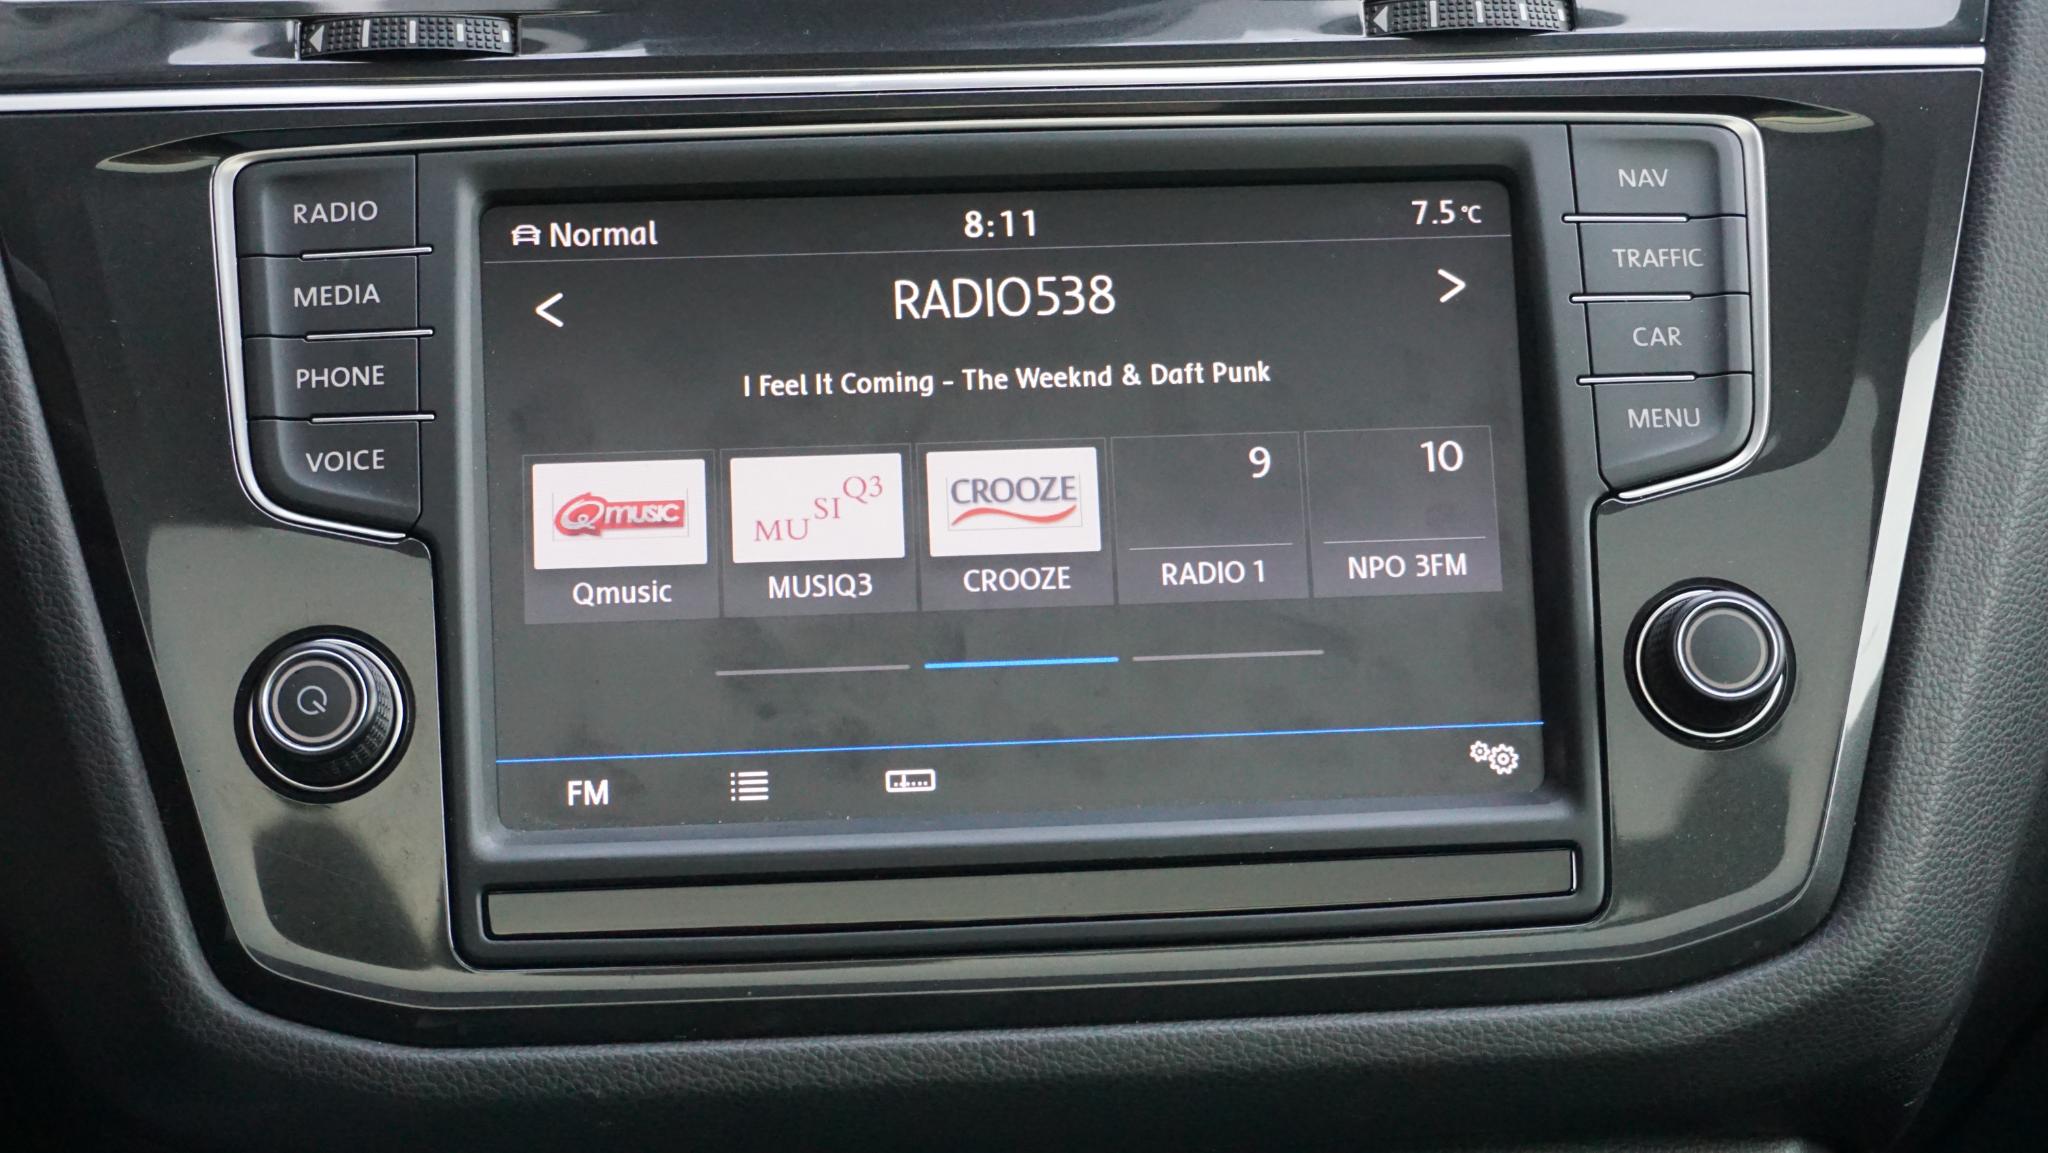 RADIO
MEDIA
PHONE
VOICE
Normal
8:11
7.5 °C
<
RADIO538
>
I Feel It Coming - The Weeknd & Daft Punk
Qmusic
MUSIQ3
CROOZE
9
10
Qmusic
MUSIQ3
CROOZE
RADIO 1
NPO 3FM
FM
NAV
TRAFFIC
CAR
MENU